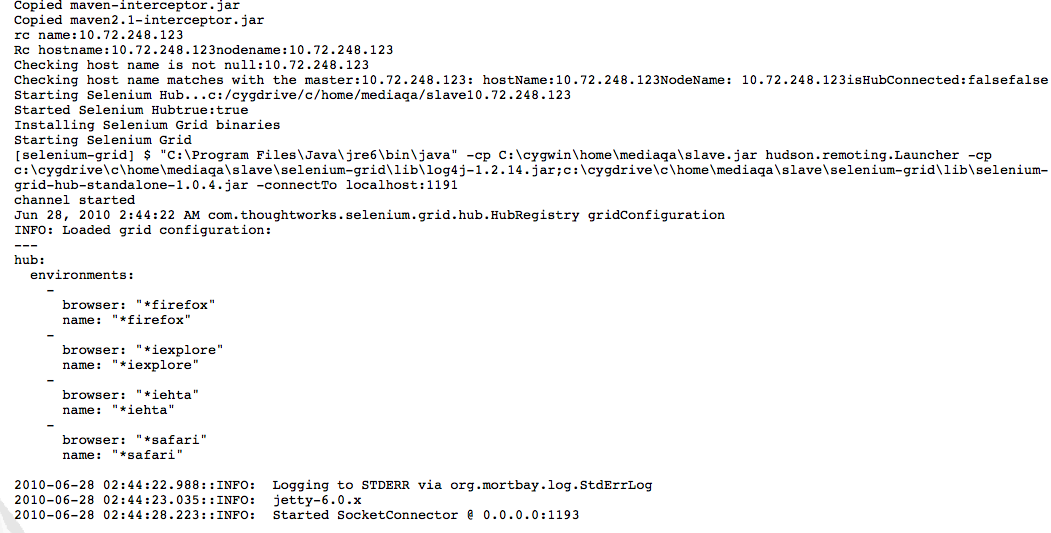 Copied maven-interceptor.jar
Copied maven2.1-interceptor.jar
rc name:10.72.248.123
Rc hostname:10.72.248.123nodename:10.72.248.123
Checking host name is not null:10.72.248.123
Checking host name matches with the master:10.72.248.123: hostName:10.72.248.123NodeName: 10.72.248.123isHubConnected:falsefalse
Starting Selenium Hub...c:/cygdrive/c/home/mediaqa/slave10.72.248.123
Started Selenium Hubtrue:true
Installing Selenium Grid binaries
Starting Selenium Grid
[selenium-grid] $ "C:\Program Files\Java\jre6\bin\java" -cp C:\cygwin\home\mediaqa\slave.jar hudson.remoting.Launcher -cp
c:\cygdrive\c\home\mediaqa\slave\selenium-grid\lib\log4j-1.2.14.jar;c:\cygdrive\c\home\mediaqa\slave\selenium-grid\lib\selenium-
grid-hub-standalone-1.0.4.jar -connectTo localhost:1191
channel started
Jun 28, 2010 2:44:22 AM com.thoughtworks.selenium.grid.hub.HubRegistry gridConfiguration
INFO: Loaded grid configuration:
---
hub:
  environments:
    -
      browser: "*firefox"
      name: "*firefox"
    -
      browser: "*iexplore"
      name: "*iexplore"
    -
      browser: "*iehta"
      name: "*iehta"
    -
      browser: "*safari"
      name: "*safari"
2010-06-28 02:44:22.988::INFO:  Logging to STDERR via org.mortbay.log.StdErrLog
2010-06-28 02:44:23.035::INFO:  jetty-6.0.x
2010-06-28 02:44:28.223::INFO:  Started SocketConnector @ 0.0.0.0:1193